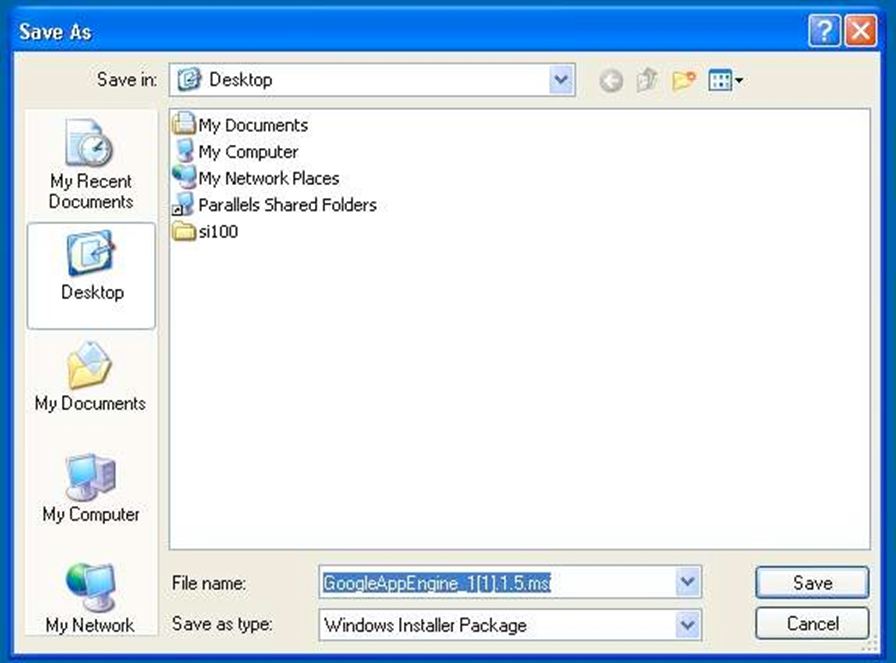 Save As
Save in:
Desktop
My Documents
My Computer
My Network Places
Parallels Shared Folders
si100
My Recent
Documents
Desktop
My Documents
My Computer
My Network
File name:
GoogleAppEngine_1[1].1.5.msi
Save
Save as type:
Windows Installer Package
Cancel